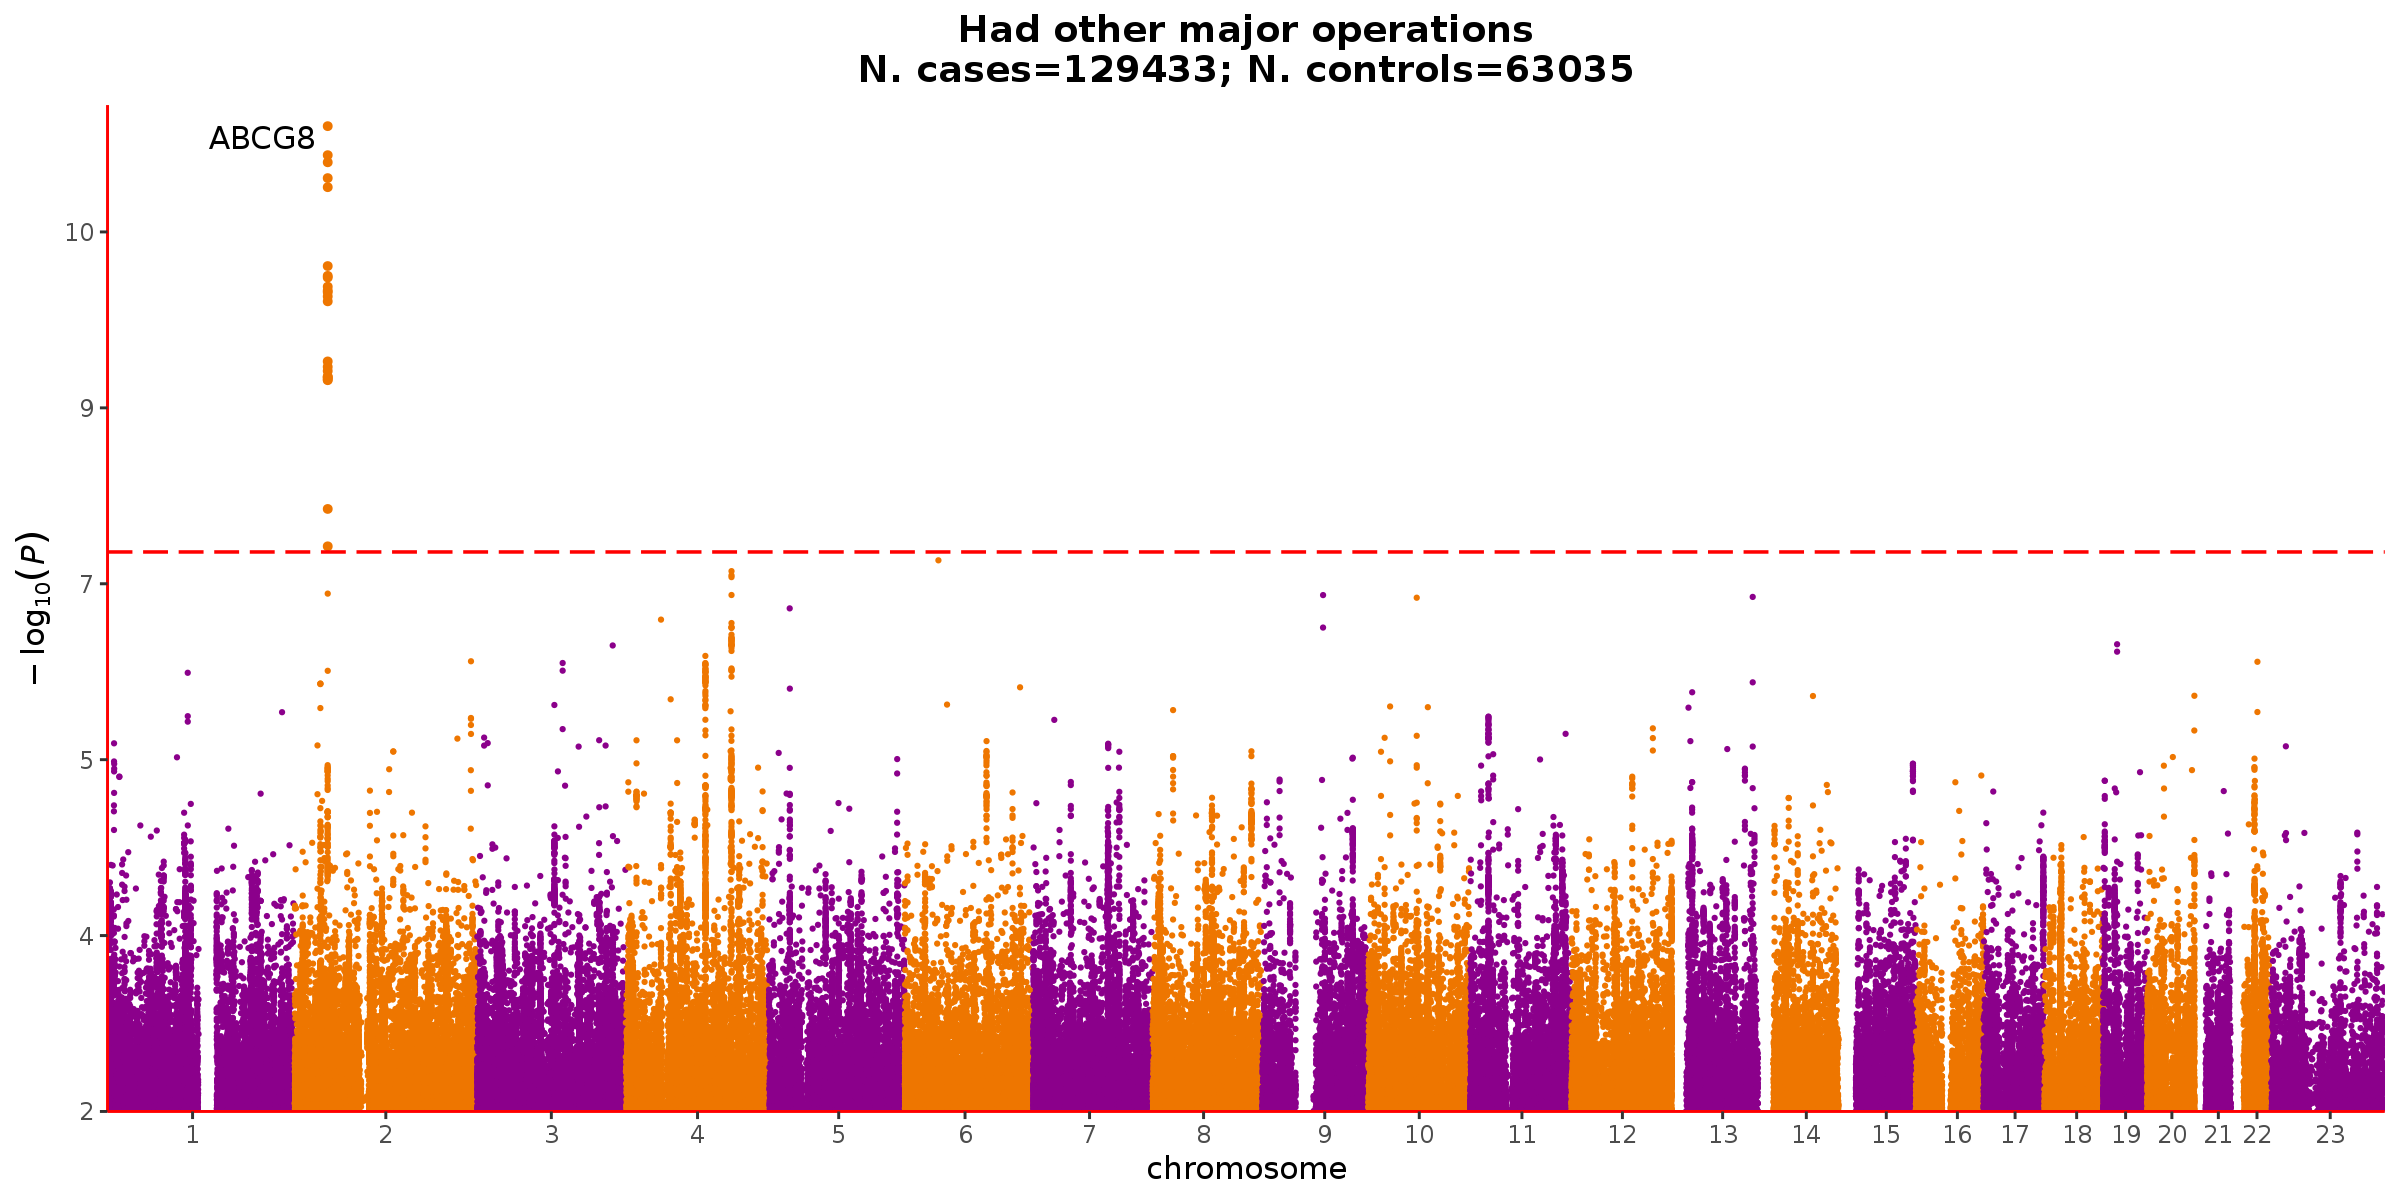 Had other major operations
N. cases=129433; N. controls=63035
ABCG8
10
9
7
5
4
2
− log10(P)
1 2 3 4 5 6 7 8 9 10 11 12 13 14 15 16 17 18 19 20 21 22 23
chromosome